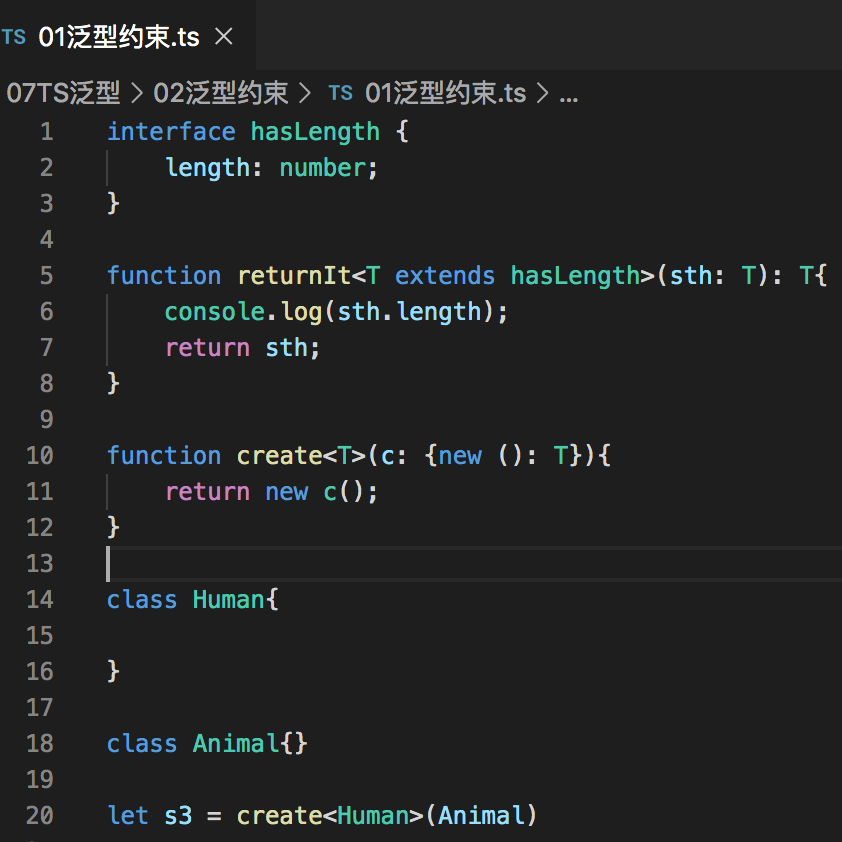 TS 01泛型约束.ts ×
07TS泛型 > 02泛型约束 > TS 01泛型约束.ts > ...
1 interface hasLength {
2     length: number;
3 }
4
5 function returnIt<T extends hasLength>(sth: T): T{
6     console.log(sth.length);
7     return sth;
8 }
9
10 function create<T>(c: {new (): T}){
11     return new c();
12 }
13
14 class Human{
15
16 }
17
18 class Animal{}
19
20 let s3 = create<Human>(Animal)